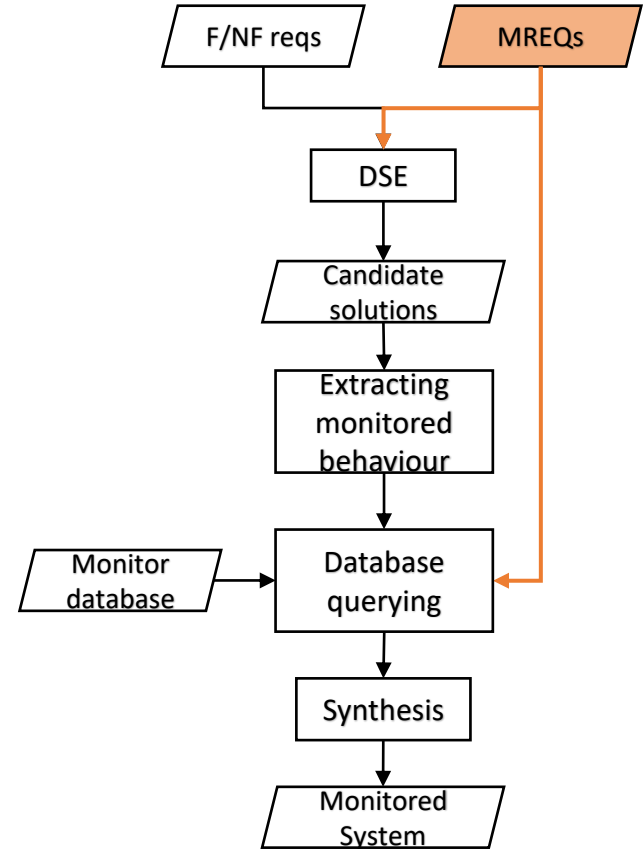 F/NF reqs
MREQs
DSE
Candidate
solutions
Extracting
monitored
behaviour
Monitor
database
Database
querying
Synthesis
Monitored
System